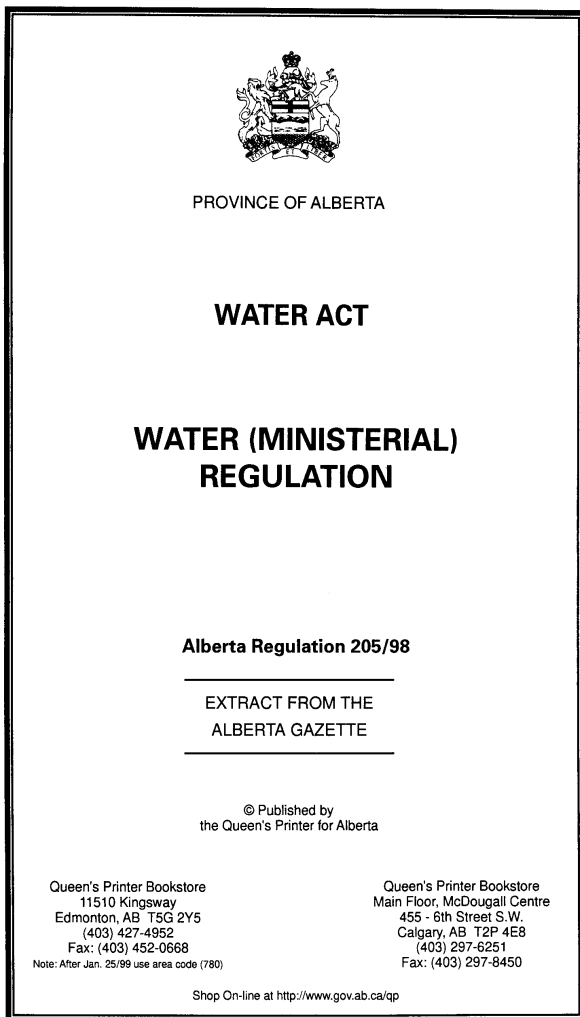 FORTIS ET LIBER
PROVINCE OF ALBERTA
WATER ACT
WATER (MINISTERIAL)
REGULATION
Alberta Regulation 205/98
EXTRACT FROM THE
ALBERTA GAZETTE
© Published by
the Queen's Printer for Alberta
Queen's Printer Bookstore
11510 Kingsway
Edmonton, AB T5G 2Y5
(403) 427-4952
Fax: (403) 452-0668
Note: After Jan. 25/99 use area code (780)
Queen's Printer Bookstore
Main Floor, McDougall Centre
455 - 6th Street S.W.
Calgary, AB T2P 4E8
(403) 297-6251
Fax: (403) 297-8450
Shop On-line at http://www.gov.ab.ca/qp